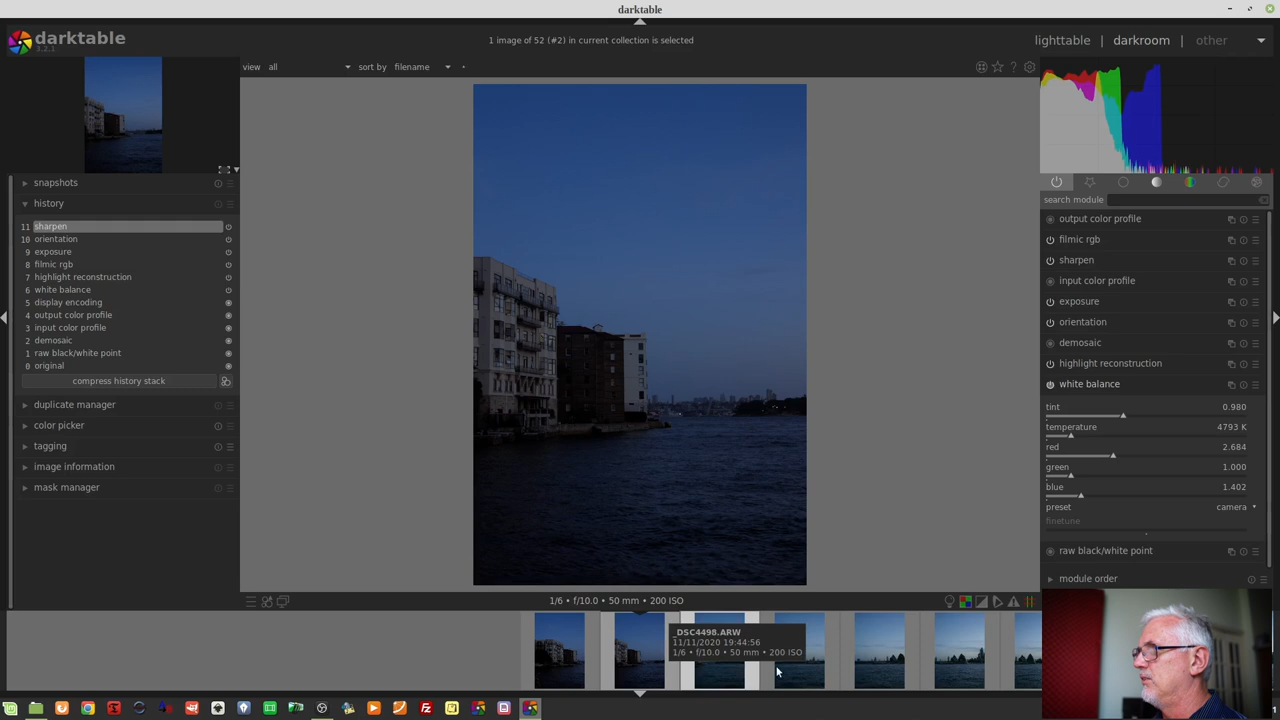 darktable
darktable
3.2.1
1 image of 52 (#2) in current collection is selected
lighttable | darkroom | other
view all sort by filename
snapshots
history
11 sharpen
10 orientation
9 exposure
8 filmic rgb
7 highlight reconstruction
6 white balance
5 display encoding
4 output color profile
3 input color profile
2 demosaic
1 raw black/white point
0 original
compress history stack
duplicate manager
color picker
tagging
image information
mask manager
search module
output color profile
filmic rgb
sharpen
input color profile
exposure
orientation
demosaic
highlight reconstruction
white balance
tint 0.980
temperature 4793 K
red 2.684
green 1.000
blue 1.402
preset camera
finetune
raw black/white point
module order
1/6 • f/10.0 • 50 mm • 200 ISO
_DSC4498.ARW
11/11/2020 19:44:56
1/6 • f/10.0 • 50 mm • 200 ISO